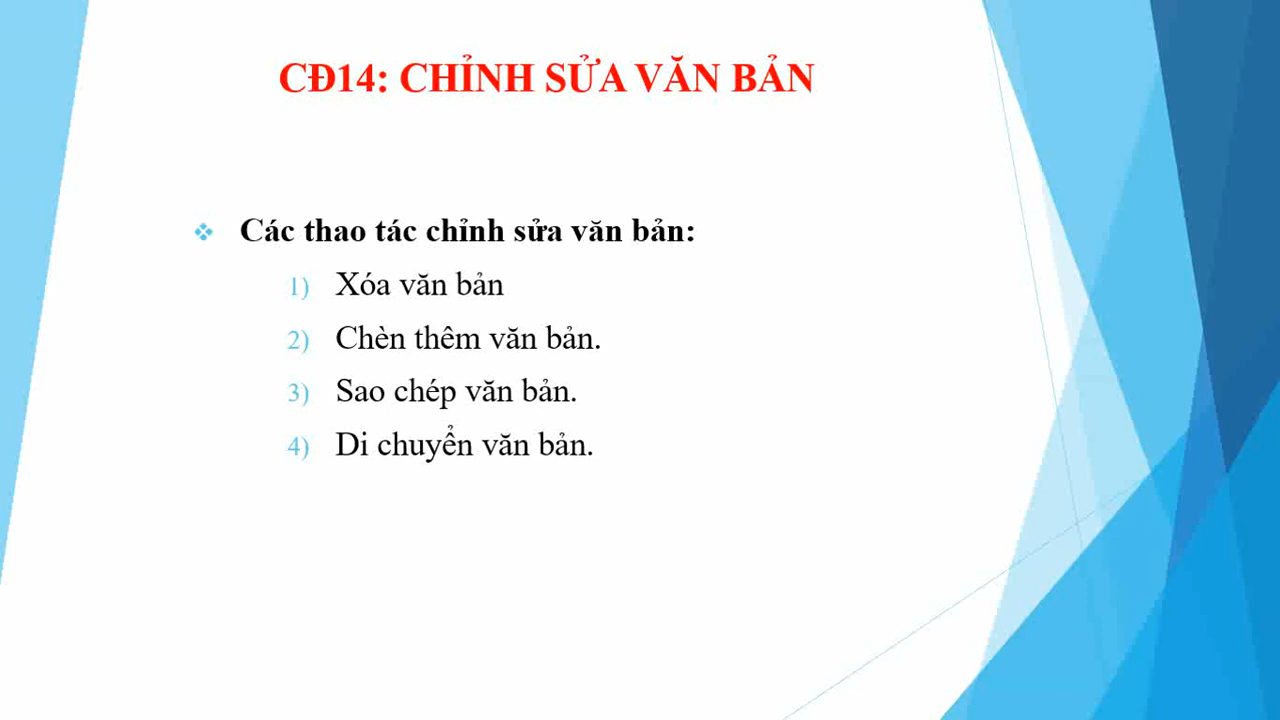 CĐ14: CHỈNH SỬA VĂN BẢN
❖ Các thao tác chỉnh sửa văn bản:
1) Xóa văn bản
2) Chèn thêm văn bản.
3) Sao chép văn bản.
4) Di chuyển văn bản.